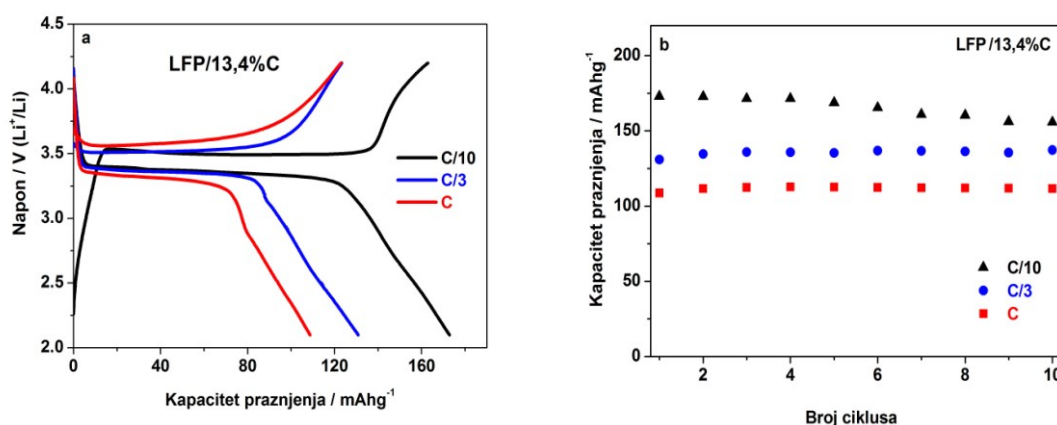 a
LFP/13,4%C
4.5
4.0
3.5
3.0
2.5
2.0
Napon / V (Li⁺/Li)
C/10
C/3
C
0
40
80
120
160
Kapacitet praznjenja / mAhg⁻¹
b
LFP/13,4%C
200
150
100
50
0
Kapacitet praznjenja / mAhg⁻¹
C/10
C/3
C
2
4
6
8
10
Broj ciklusa